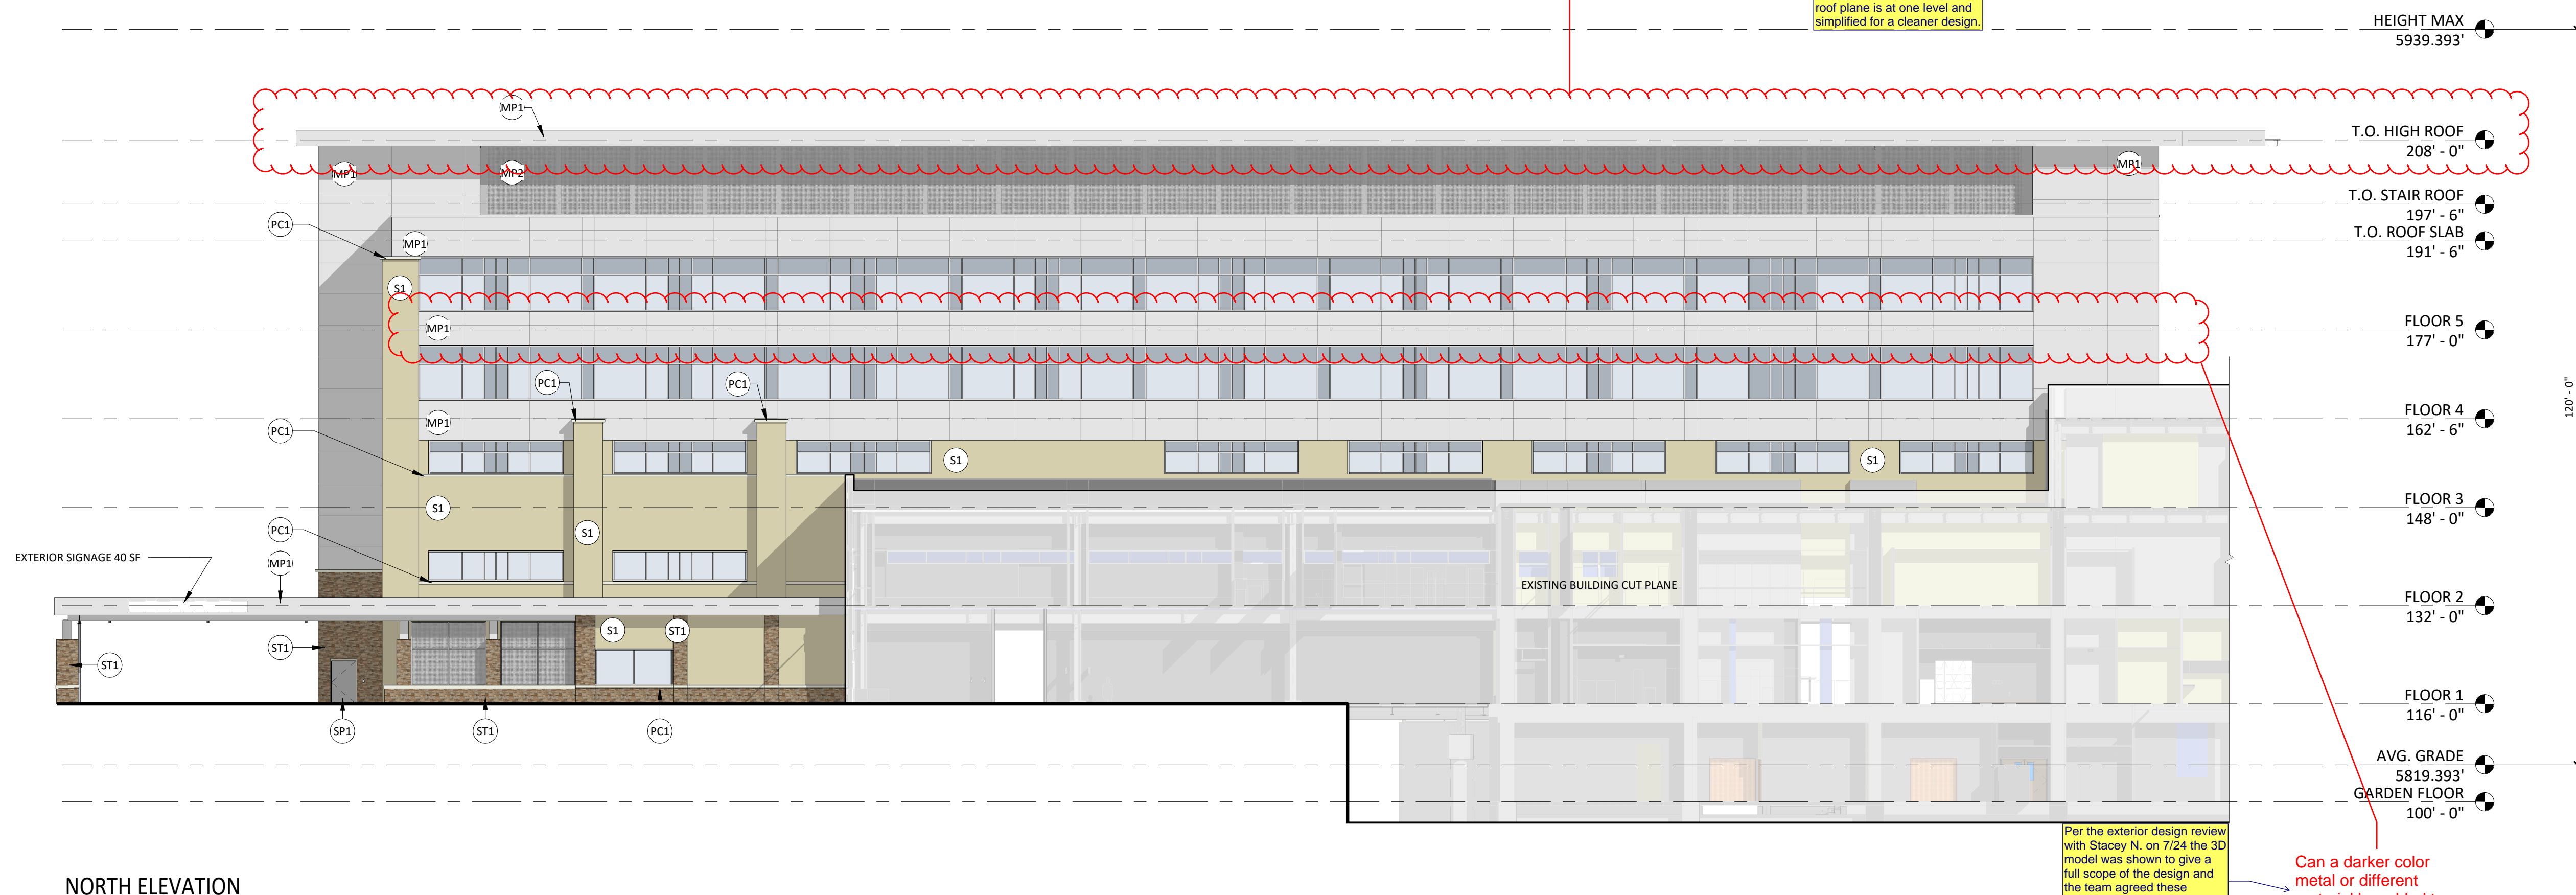 roof plane is at one level and
simplified for a cleaner design.
HEIGHT MAX
5939.393'
MP1
T.O. HIGH ROOF
208' - 0"
MP1
MP2
MP1
T.O. STAIR ROOF
197' - 6"
PC1
MP1
T.O. ROOF SLAB
191' - 6"
S1
MP1
FLOOR 5
177' - 0"
PC1
PC1
120' - 0"
MP1
FLOOR 4
162' - 6"
PC1
S1
S1
S1
FLOOR 3
148' - 0"
PC1
S1
EXTERIOR SIGNAGE 40 SF
MP1
EXISTING BUILDING CUT PLANE
FLOOR 2
132' - 0"
S1
ST1
ST1
ST1
FLOOR 1
116' - 0"
SP1
ST1
PC1
AVG. GRADE
5819.393'
GARDEN FLOOR
100' - 0"
Per the exterior design review
with Stacey N. on 7/24 the 3D
model was shown to give a
full scope of the design and
the team agreed these
Can a darker color
metal or different
NORTH ELEVATION